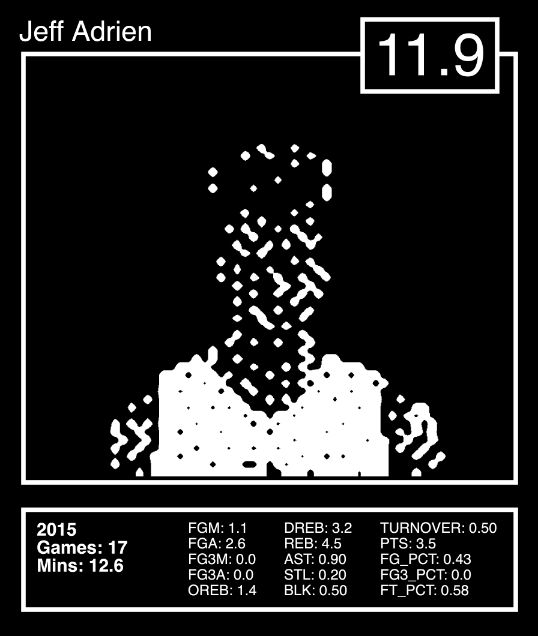 Jeff Adrien
11.9
2015
Games: 17
Mins: 12.6
FGM: 1.1
FGA: 2.6
FG3M: 0.0
FG3A: 0.0
OREB: 1.4
DREB: 3.2
REB: 4.5
AST: 0.90
STL: 0.20
BLK: 0.50
TURNOVER: 0.50
PTS: 3.5
FG_PCT: 0.43
FG3_PCT: 0.0
FT_PCT: 0.58